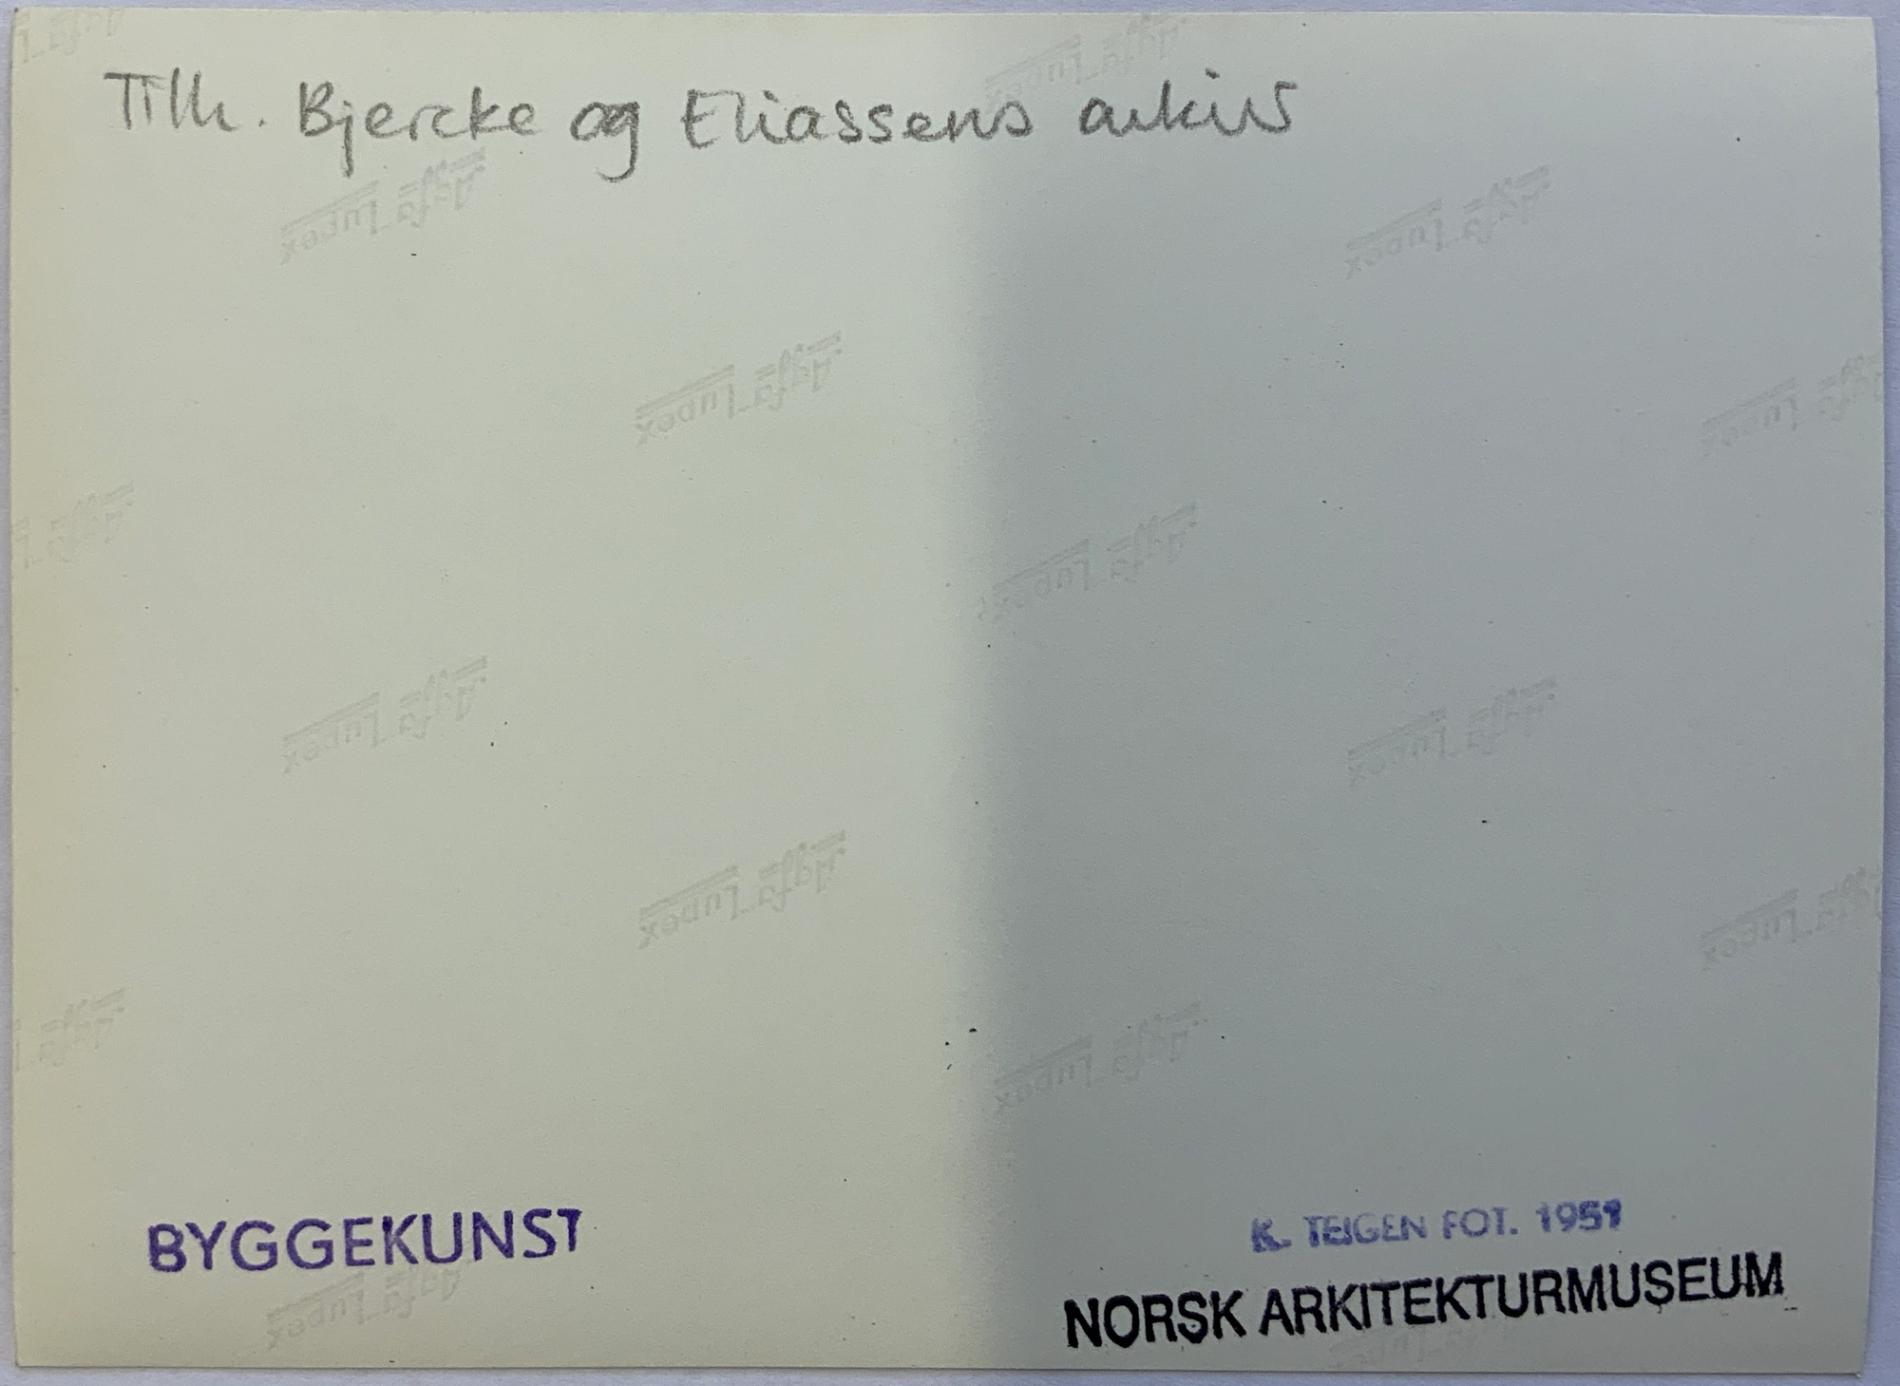 Tilh. Bjercke og Eliassens arkiv
BYGGEKUNST
K. TEIGEN FOT. 1959
NORSK ARKITEKTURMUSEUM